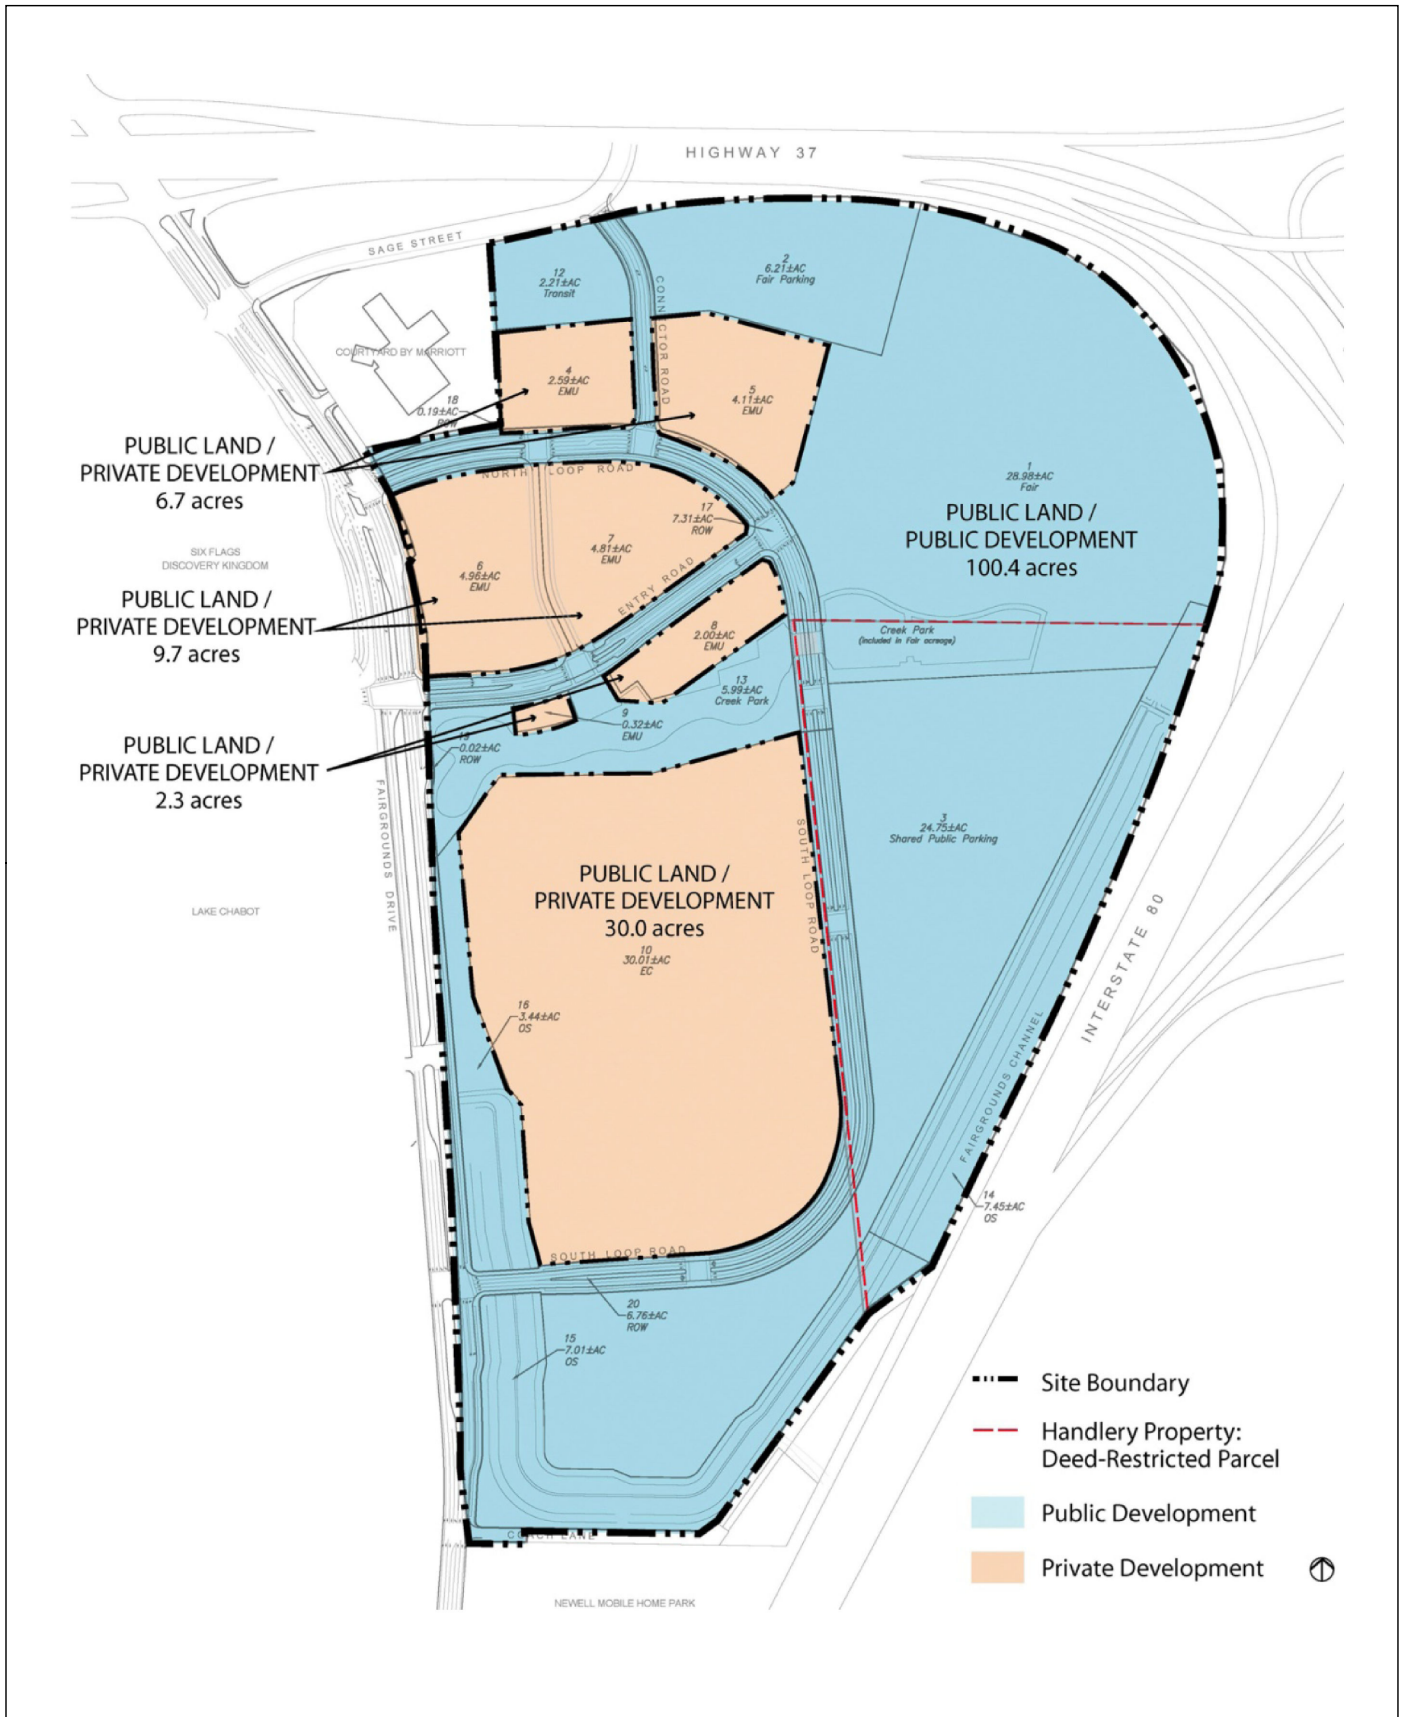 HIGHWAY 37
SAGE STREET
12
2.21±AC
Transit
CONNECTOR ROAD
2
6.21±AC
Fair Parking
COURTYARD BY MARRIOTT
4
2.59±AC
EMU
5
4.11±AC
EMU
18
0.19±AC
ROW
PUBLIC LAND /
PRIVATE DEVELOPMENT
6.7 acres
NORTH LOOP ROAD
1
28.98±AC
Fair
PUBLIC LAND /
PUBLIC DEVELOPMENT
100.4 acres
17
7.31±AC
ROW
SIX FLAGS
DISCOVERY KINGDOM
6
4.96±AC
EMU
7
4.81±AC
EMU
ENTRY ROAD
PUBLIC LAND /
PRIVATE DEVELOPMENT
9.7 acres
8
2.00±AC
EMU
Creek Park
(included in Fair acreage)
13
5.99±AC
Creek Park
9
0.32±AC
EMU
19
0.02±AC
ROW
PUBLIC LAND /
PRIVATE DEVELOPMENT
2.3 acres
FAIRGROUNDS DRIVE
3
24.75±AC
Shared Public Parking
SOUTH LOOP ROAD
PUBLIC LAND /
PRIVATE DEVELOPMENT
30.0 acres
10
30.01±AC
EC
LAKE CHABOT
INTERSTATE 80
16
3.44±AC
OS
FAIRGROUNDS CHANNEL
14
7.45±AC
OS
SOUTH LOOP ROAD
20
6.76±AC
ROW
15
7.01±AC
OS
COACH LANE
NEWELL MOBILE HOME PARK
Site Boundary
Handlery Property:
Deed-Restricted Parcel
Public Development
Private Development